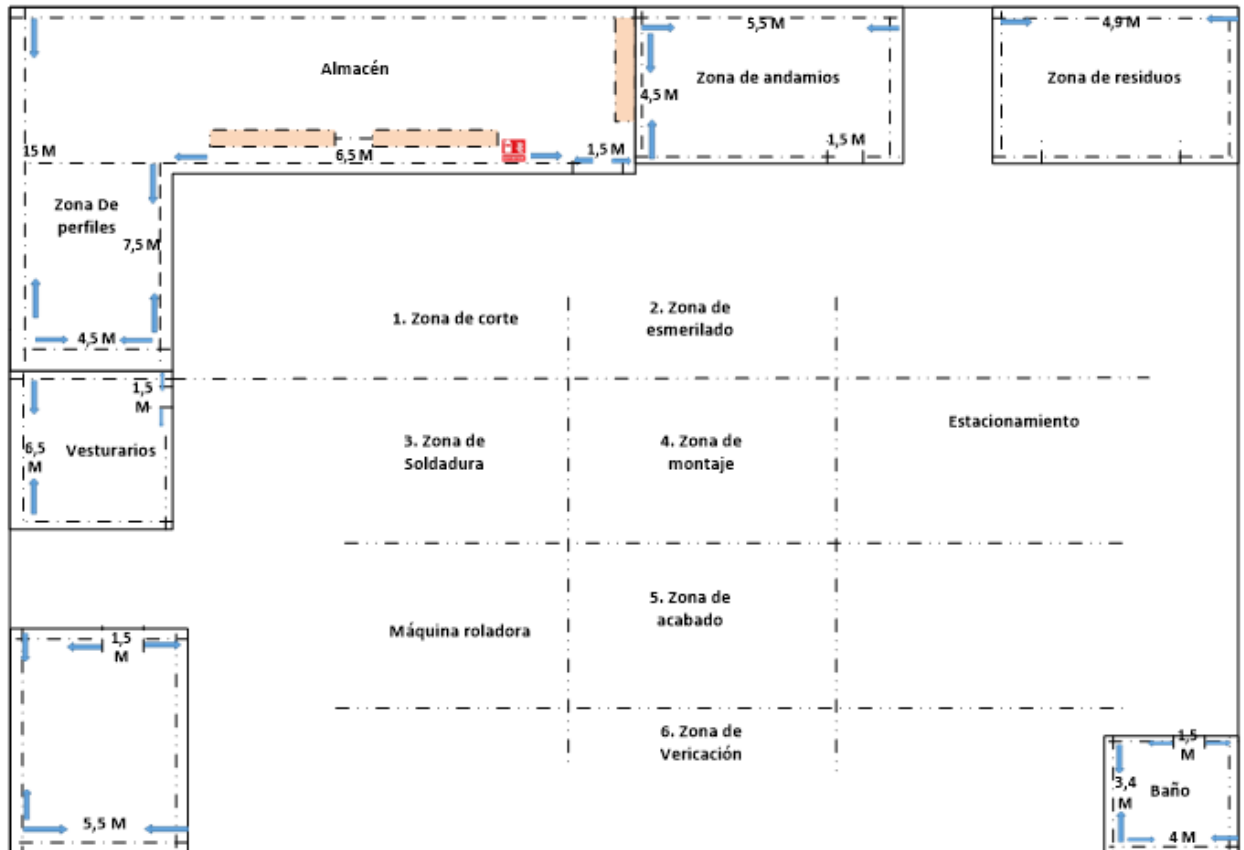 5,5 M
4,9 M
Almacén
Zona de andamios
Zona de residuos
4,5 M
1,5 M
15 M
6,5 M
1,5 M
Zona De
perfiles
7,5 M
1. Zona de corte
2. Zona de
esmerilado
4,5 M
1,5
M
Estacionamiento
6,5
M
Vesturarios
3. Zona de
Soldadura
4. Zona de
montaje
5. Zona de
acabado
Máquina roladora
1,5
M
6. Zona de
Vericación
1,5
M
3,4
M
Baño
5,5 M
4 M